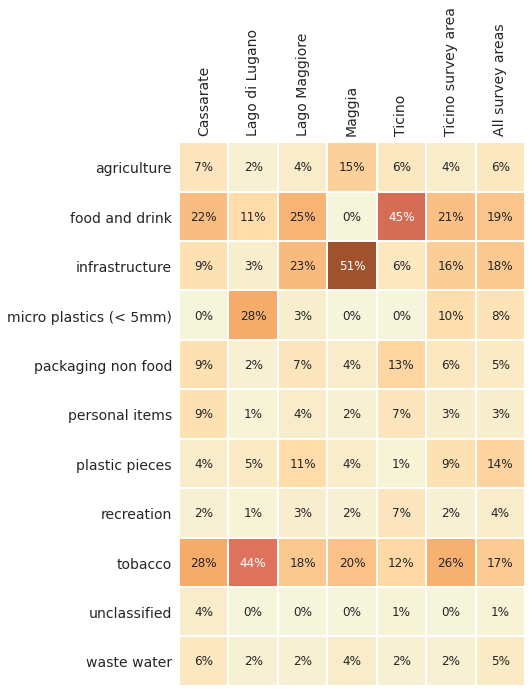 Cassarate Lago di Lugano Lago Maggiore Maggia Ticino Ticino survey area All survey areas
agriculture 7% 2% 4% 15% 6% 4% 6%
food and drink 22% 11% 25% 0% 45% 21% 19%
infrastructure 9% 3% 23% 51% 6% 16% 18%
micro plastics (< 5mm) 0% 28% 3% 0% 0% 10% 8%
packaging non food 9% 2% 7% 4% 13% 6% 5%
personal items 9% 1% 4% 2% 7% 3% 3%
plastic pieces 4% 5% 11% 4% 1% 9% 14%
recreation 2% 1% 3% 2% 7% 2% 4%
tobacco 28% 44% 18% 20% 12% 26% 17%
unclassified 4% 0% 0% 0% 1% 0% 1%
waste water 6% 2% 2% 4% 2% 2% 5%